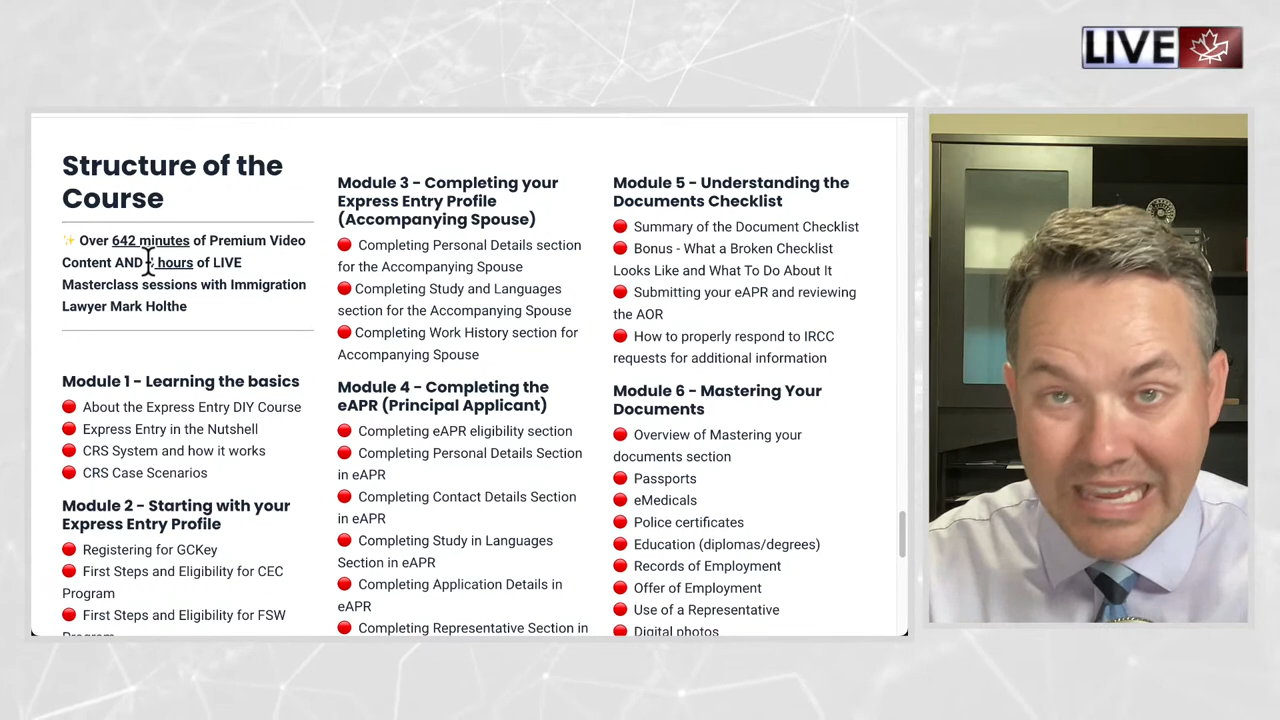 LIVE
Structure of the
Course
✨ Over 642 minutes of Premium Video
Content AND hours of LIVE
Masterclass sessions with Immigration
Lawyer Mark Holthe
Module 1 - Learning the basics
About the Express Entry DIY Course
Express Entry in the Nutshell
CRS System and how it works
CRS Case Scenarios
Module 2 - Starting with your
Express Entry Profile
Registering for GCKey
First Steps and Eligibility for CEC
Program
First Steps and Eligibility for FSW
Program
Module 3 - Completing your
Express Entry Profile
(Accompanying Spouse)
Completing Personal Details section
for the Accompanying Spouse
Completing Study and Languages
section for the Accompanying Spouse
Completing Work History section for
Accompanying Spouse
Module 4 - Completing the
eAPR (Principal Applicant)
Completing eAPR eligibility section
Completing Personal Details Section
in eAPR
Completing Contact Details Section
in eAPR
Completing Study in Languages
Section in eAPR
Completing Application Details in
eAPR
Completing Representative Section in
Module 5 - Understanding the
Documents Checklist
Summary of the Document Checklist
Bonus - What a Broken Checklist
Looks Like and What To Do About It
Submitting your eAPR and reviewing
the AOR
How to properly respond to IRCC
requests for additional information
Module 6 - Mastering Your
Documents
Overview of Mastering your
documents section
Passports
eMedicals
Police certificates
Education (diplomas/degrees)
Records of Employment
Offer of Employment
Use of a Representative
Digital photos